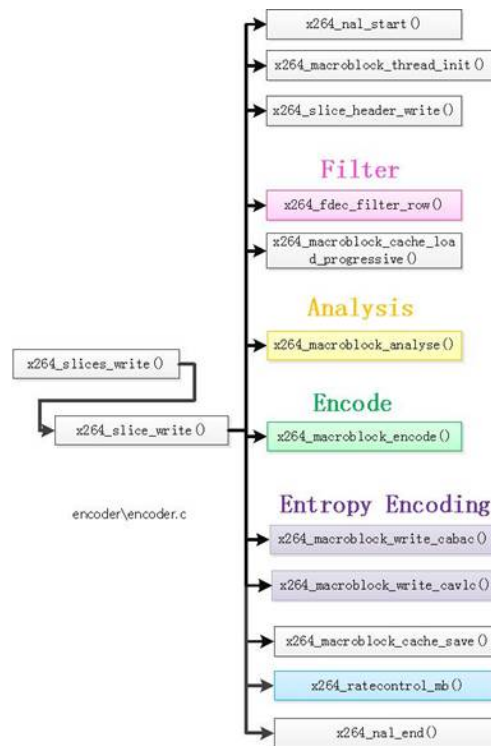 x264_nal_start()
x264_macroblock_thread_init()
x264_slice_header_write()
Filter
x264_fdec_filter_row()
x264_macroblock_cache_loa
d_progressive()
Analysis
x264_macroblock_analyse()
x264_slices_write()
Encode
x264_slice_write()
x264_macroblock_encode()
encoder\encoder.c
Entropy Encoding
x264_macroblock_write_cabac()
x264_macroblock_write_cavlc()
x264_macroblock_cache_save()
x264_ratecontrol_mb()
x264_nal_end()